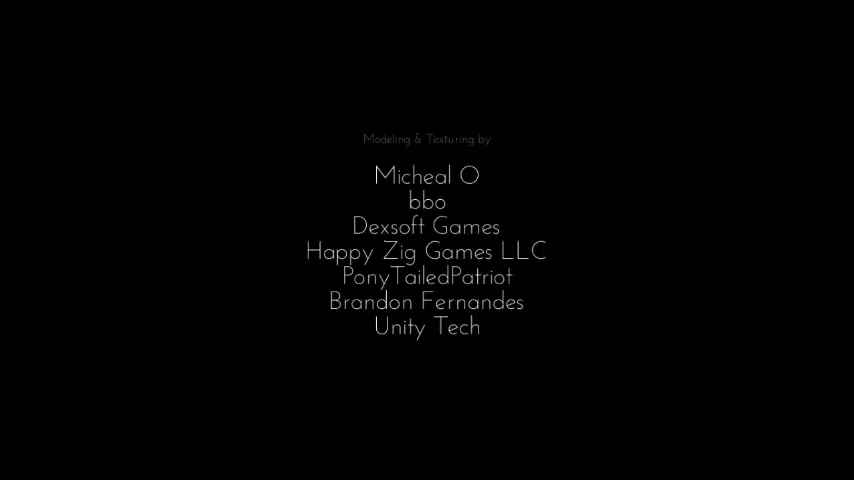 Modeling & Texturing by
Micheal O
bbo
Dexsoft Games
Happy Zig Games LLC
PonyTailedPatriot
Brandon Fernandes
Unity Tech